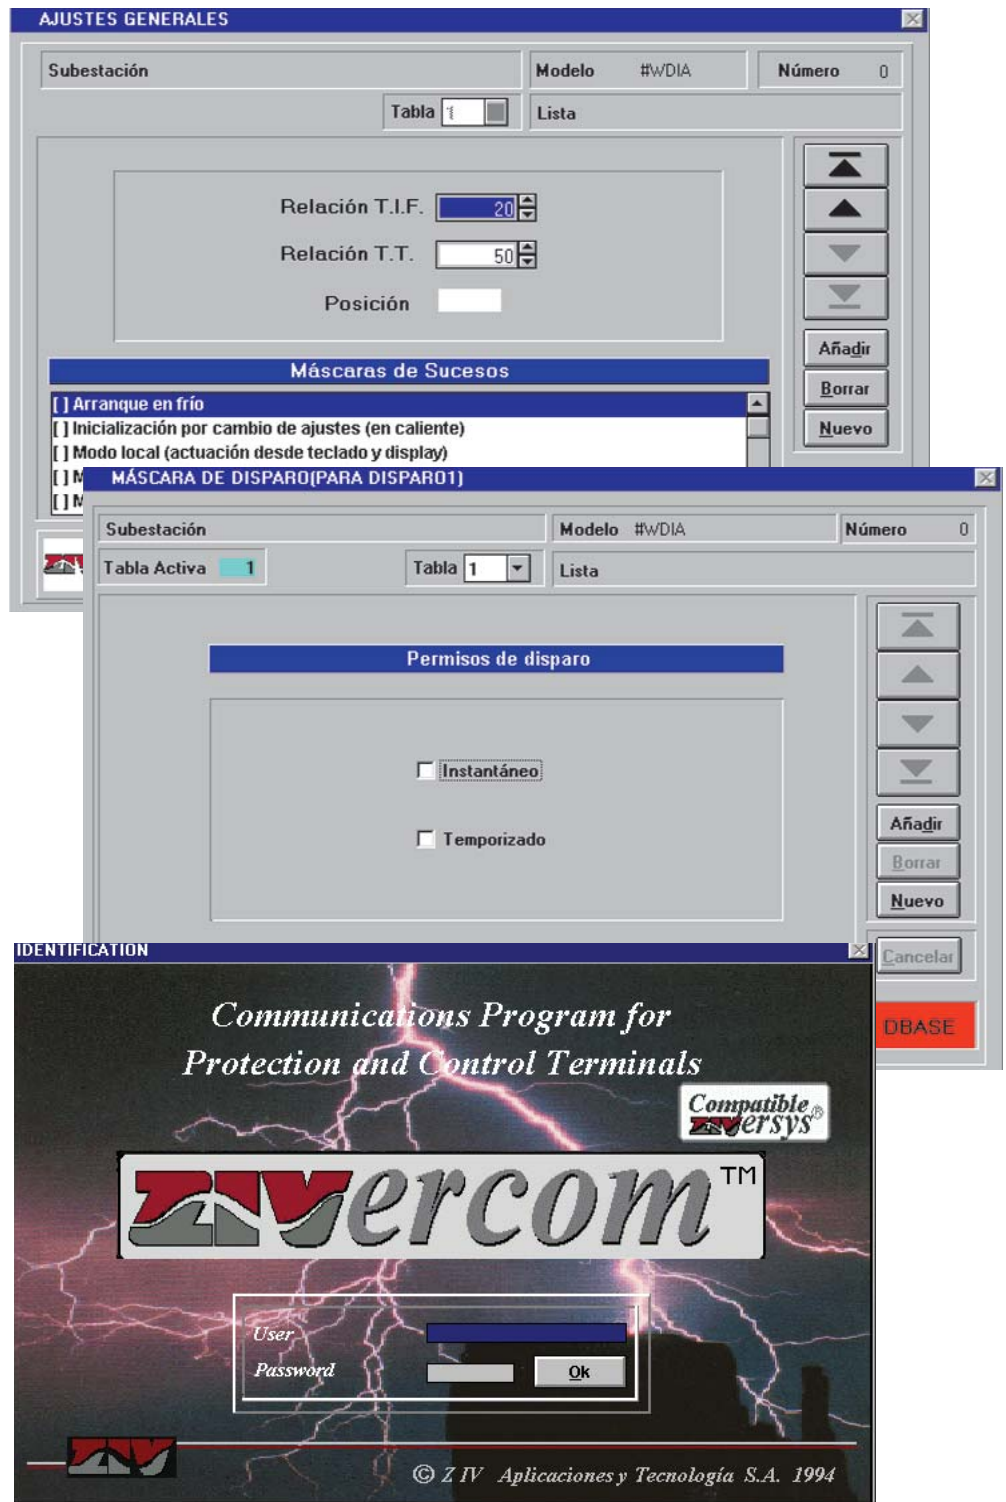 AJUSTES GENERALES
Subestación Modelo #WDIA Número 0
Tabla 1 Lista
Relación T.I.F. 20
Relación T.T. 50
Posición
Añadir
Borrar
Nuevo
Máscaras de Sucesos
[ ] Arranque en frío
[ ] Inicialización por cambio de ajustes (en caliente)
[ ] Modo local (actuación desde teclado y display)
[ ] M
[ ] M
MÁSCARA DE DISPARO(PARA DISPARO1)
Subestación Modelo #WDIA Número 0
Tabla Activa 1 Tabla 1 Lista
Permisos de disparo
Instantáneo
Temporizado
Añadir
Borrar
Nuevo
Cancelar
DBASE
IDENTIFICATION
Communications Program for
Protection and Control Terminals
Compatible
ZIVersys®
ZIVercom™
User
Password Ok
ZIV
© Z IV Aplicaciones y Tecnología S.A. 1994